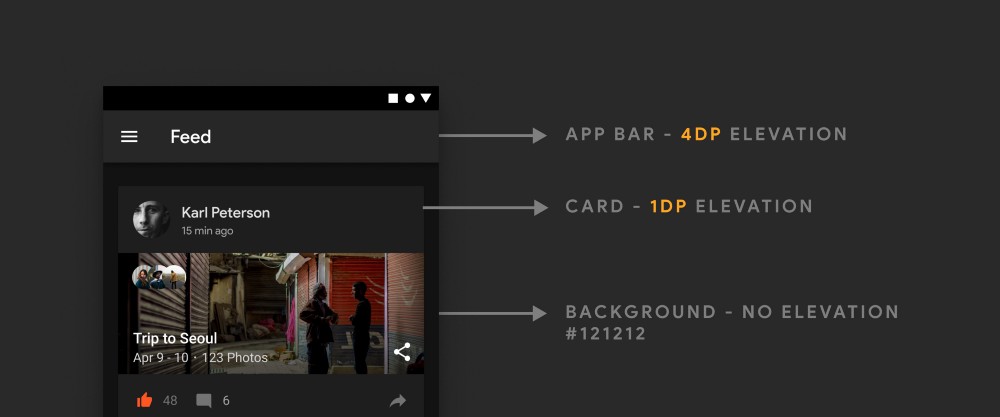 Feed
APP BAR - 4DP ELEVATION
Karl Peterson
15 min ago
CARD - 1DP ELEVATION
Trip to Seoul
Apr 9 - 10 · 123 Photos
BACKGROUND - NO ELEVATION
#121212
48
6